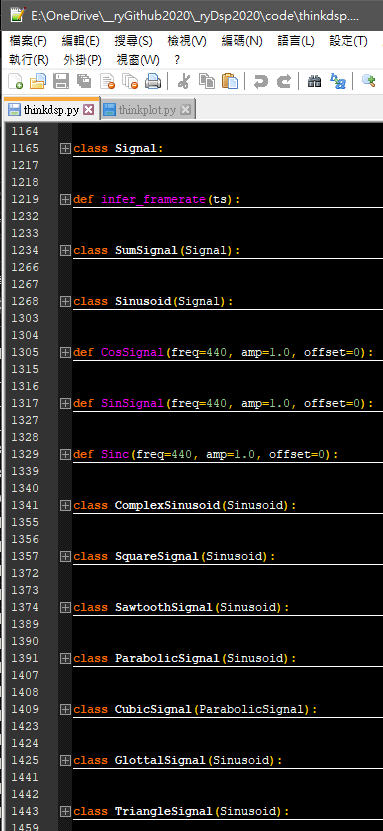 E:\OneDrive\__ryGithub2020\_ryDsp2020\code\thinkdsp....
檔案(F) 編輯(E) 搜尋(S) 檢視(V) 編碼(N) 語言(L) 設定(T)
執行(R) 外掛(P) 視窗(W) ?
thinkdsp.py thinkplot.py
1164
1165 class Signal:
1217
1218
1219 def infer_framerate(ts):
1232
1233
1234 class SumSignal(Signal):
1266
1267
1268 class Sinusoid(Signal):
1303
1304
1305 def CosSignal(freq=440, amp=1.0, offset=0):
1315
1316
1317 def SinSignal(freq=440, amp=1.0, offset=0):
1327
1328
1329 def Sinc(freq=440, amp=1.0, offset=0):
1339
1340
1341 class ComplexSinusoid(Sinusoid):
1355
1356
1357 class SquareSignal(Sinusoid):
1372
1373
1374 class SawtoothSignal(Sinusoid):
1389
1390
1391 class ParabolicSignal(Sinusoid):
1407
1408
1409 class CubicSignal(ParabolicSignal):
1423
1424
1425 class GlottalSignal(Sinusoid):
1441
1442
1443 class TriangleSignal(Sinusoid):
1459